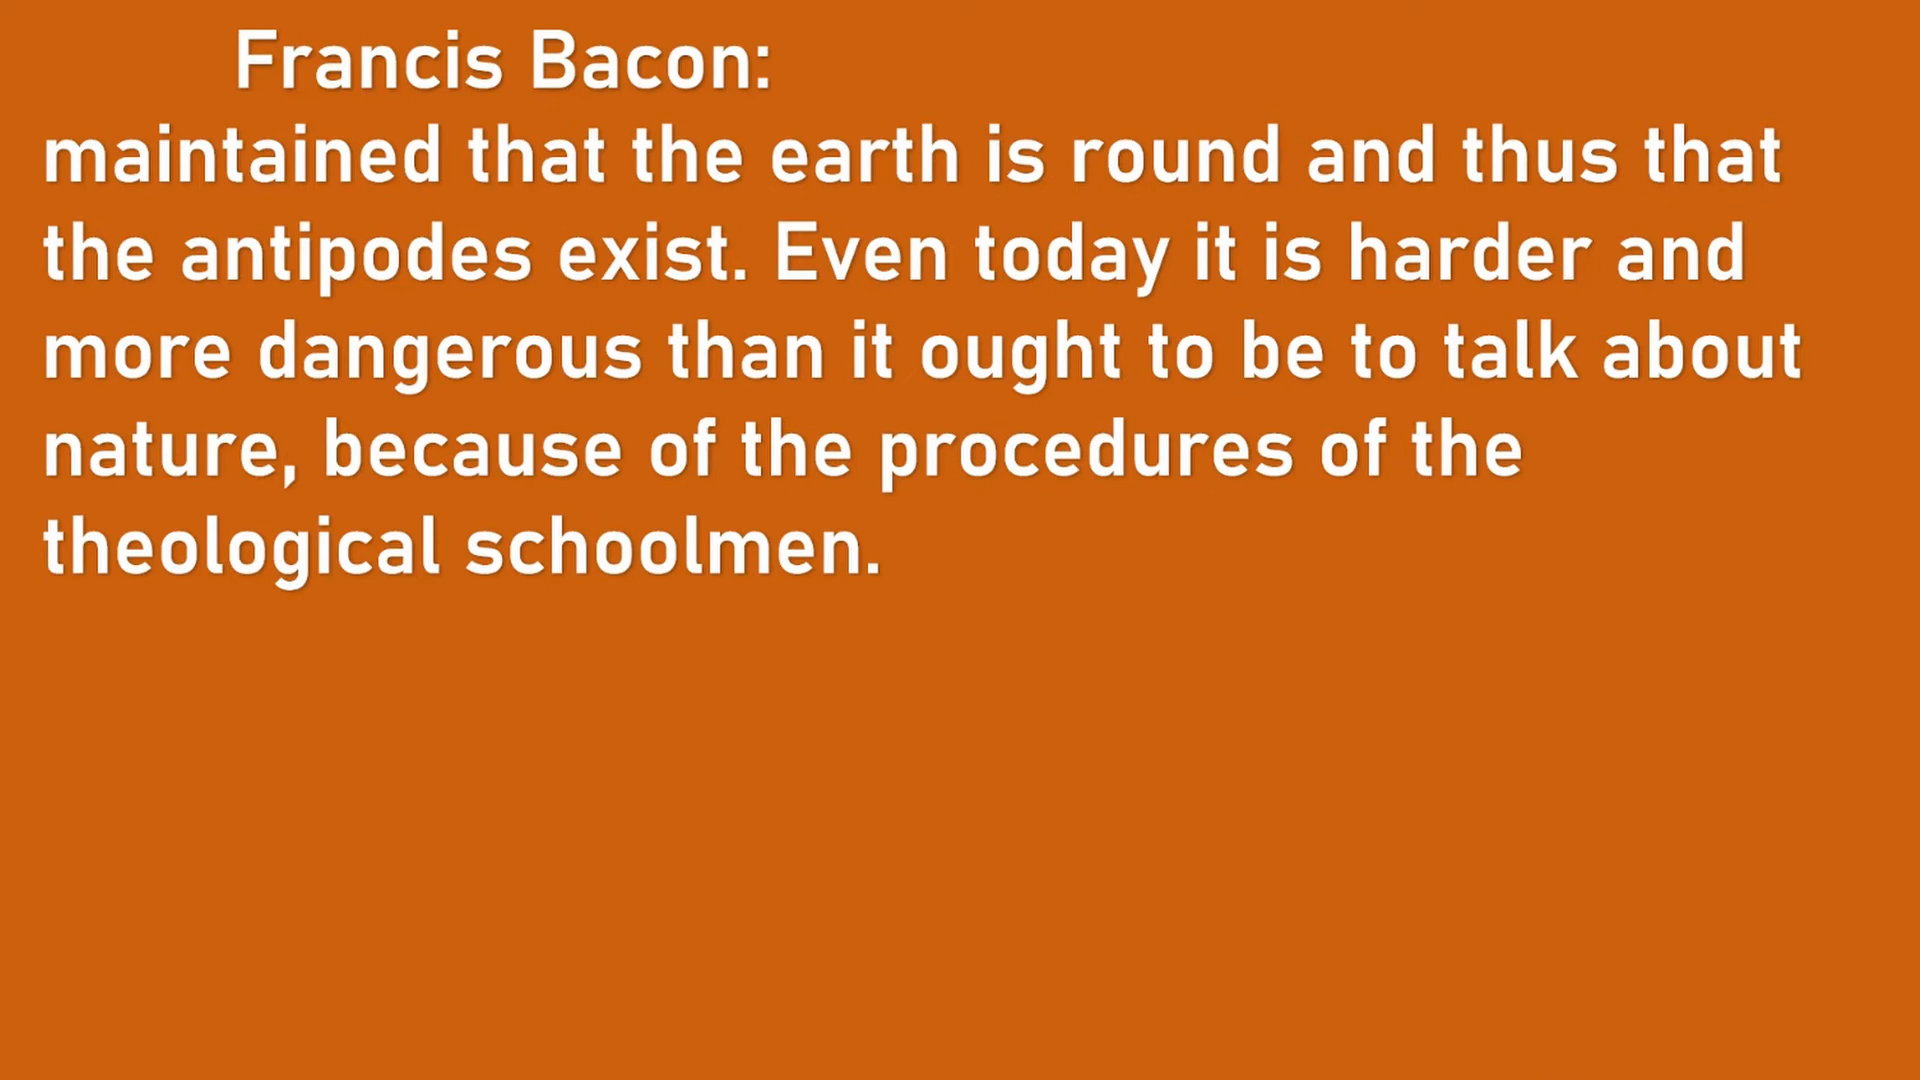 Francis Bacon:
maintained that the earth is round and thus that
the antipodes exist. Even today it is harder and
more dangerous than it ought to be to talk about
nature, because of the procedures of the
theological schoolmen.